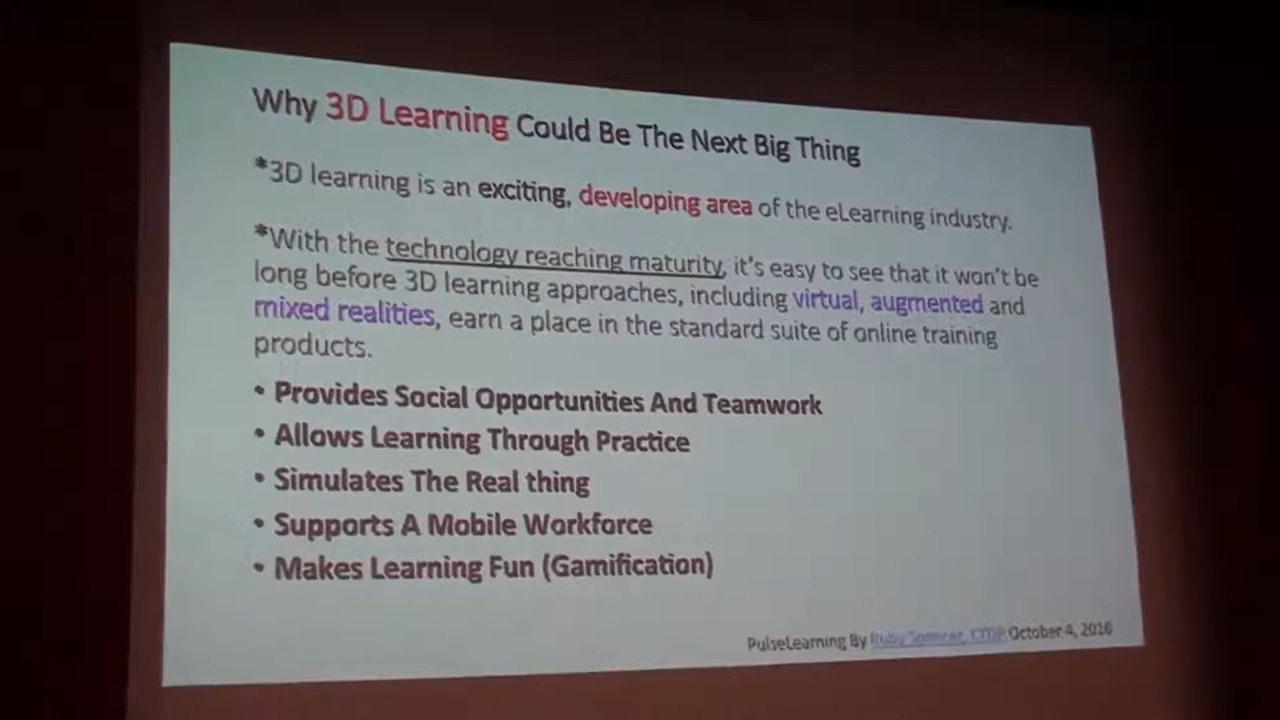 Why 3D Learning Could Be The Next Big Thing
*3D learning is an exciting, developing area of the eLearning industry.
*With the technology reaching maturity, it's easy to see that it won't be
long before 3D learning approaches, including virtual, augmented and
mixed realities, earn a place in the standard suite of online training
products.
• Provides Social Opportunities And Teamwork
• Allows Learning Through Practice
• Simulates The Real thing
• Supports A Mobile Workforce
• Makes Learning Fun (Gamification)
PulseLearning By Ruby October 4, 2016